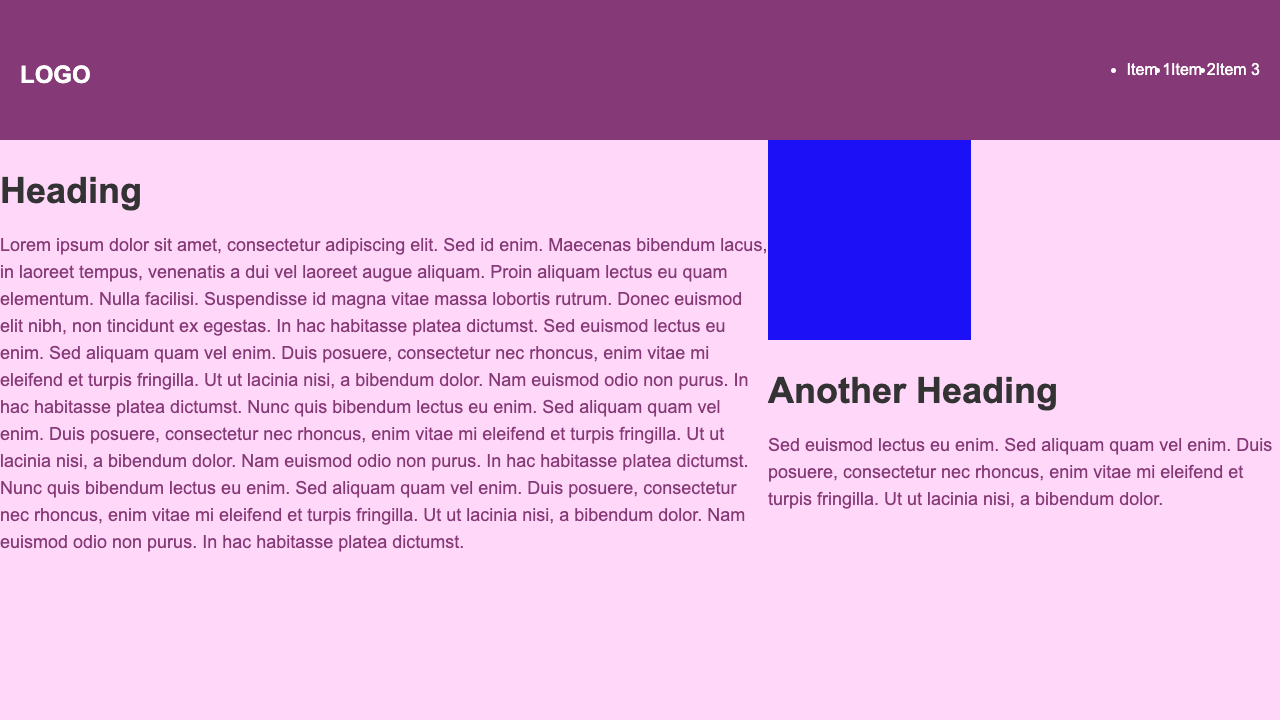 LOGO
• Item 1 • Item 2 • Item 3
Heading
Lorem ipsum dolor sit amet, consectetur adipiscing elit. Sed id enim. Maecenas bibendum lacus,
in laoreet tempus, venenatis a dui vel laoreet augue aliquam. Proin aliquam lectus eu quam
elementum. Nulla facilisi. Suspendisse id magna vitae massa lobortis rutrum. Donec euismod
elit nibh, non tincidunt ex egestas. In hac habitasse platea dictumst. Sed euismod lectus eu
enim. Sed aliquam quam vel enim. Duis posuere, consectetur nec rhoncus, enim vitae mi
eleifend et turpis fringilla. Ut ut lacinia nisi, a bibendum dolor. Nam euismod odio non purus. In
hac habitasse platea dictumst. Nunc quis bibendum lectus eu enim. Sed aliquam quam vel
enim. Duis posuere, consectetur nec rhoncus, enim vitae mi eleifend et turpis fringilla. Ut ut
lacinia nisi, a bibendum dolor. Nam euismod odio non purus. In hac habitasse platea dictumst.
Nunc quis bibendum lectus eu enim. Sed aliquam quam vel enim. Duis posuere, consectetur
nec rhoncus, enim vitae mi eleifend et turpis fringilla. Ut ut lacinia nisi, a bibendum dolor. Nam
euismod odio non purus. In hac habitasse platea dictumst.
Another Heading
Sed euismod lectus eu enim. Sed aliquam quam vel enim. Duis
posuere, consectetur nec rhoncus, enim vitae mi eleifend et
turpis fringilla. Ut ut lacinia nisi, a bibendum dolor.